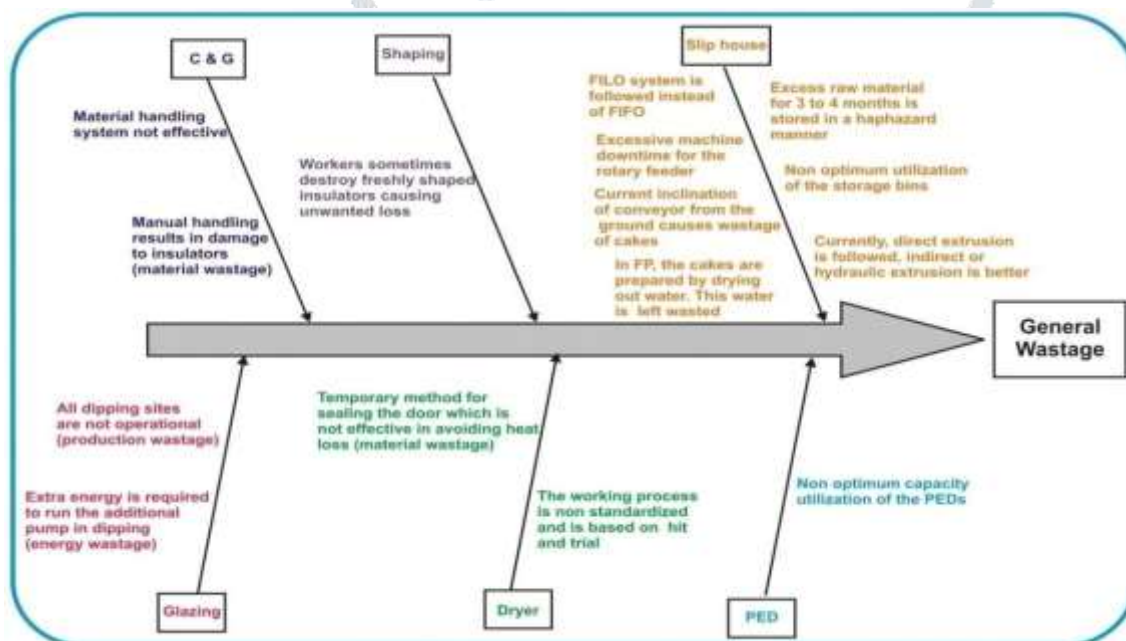 C & G
Material handling
system not effective
Manual handling
results in damage
to insulators
(material wastage)
Shaping
Workers sometimes
destroy freshly shaped
insulators causing
unwanted loss
Slip house
FILO system is
followed instead
of FIFO
Excessive machine
downtime for the
rotary feeder
Current inclination
of conveyor from the
ground causes wastage
of cakes
In FP, the cakes are
prepared by drying
out water. This water
is left wasted
Excess raw material
for 3 to 4 months is
stored in a haphazard
manner
Non optimum utilization
of the storage bins
Currently, direct extrusion
is followed, indirect or
hydraulic extrusion is better
General
Wastage
All dipping sites
are not operational
(production wastage)
Extra energy is required
to run the additional
pump in dipping
(energy wastage)
Glazing
Temporary method for
sealing the door which is
not effective in avoiding heat
loss (material wastage)
The working process
is non standardized
and is based on hit
and trial
Dryer
Non optimum capacity
utilization of the PEDs
PED